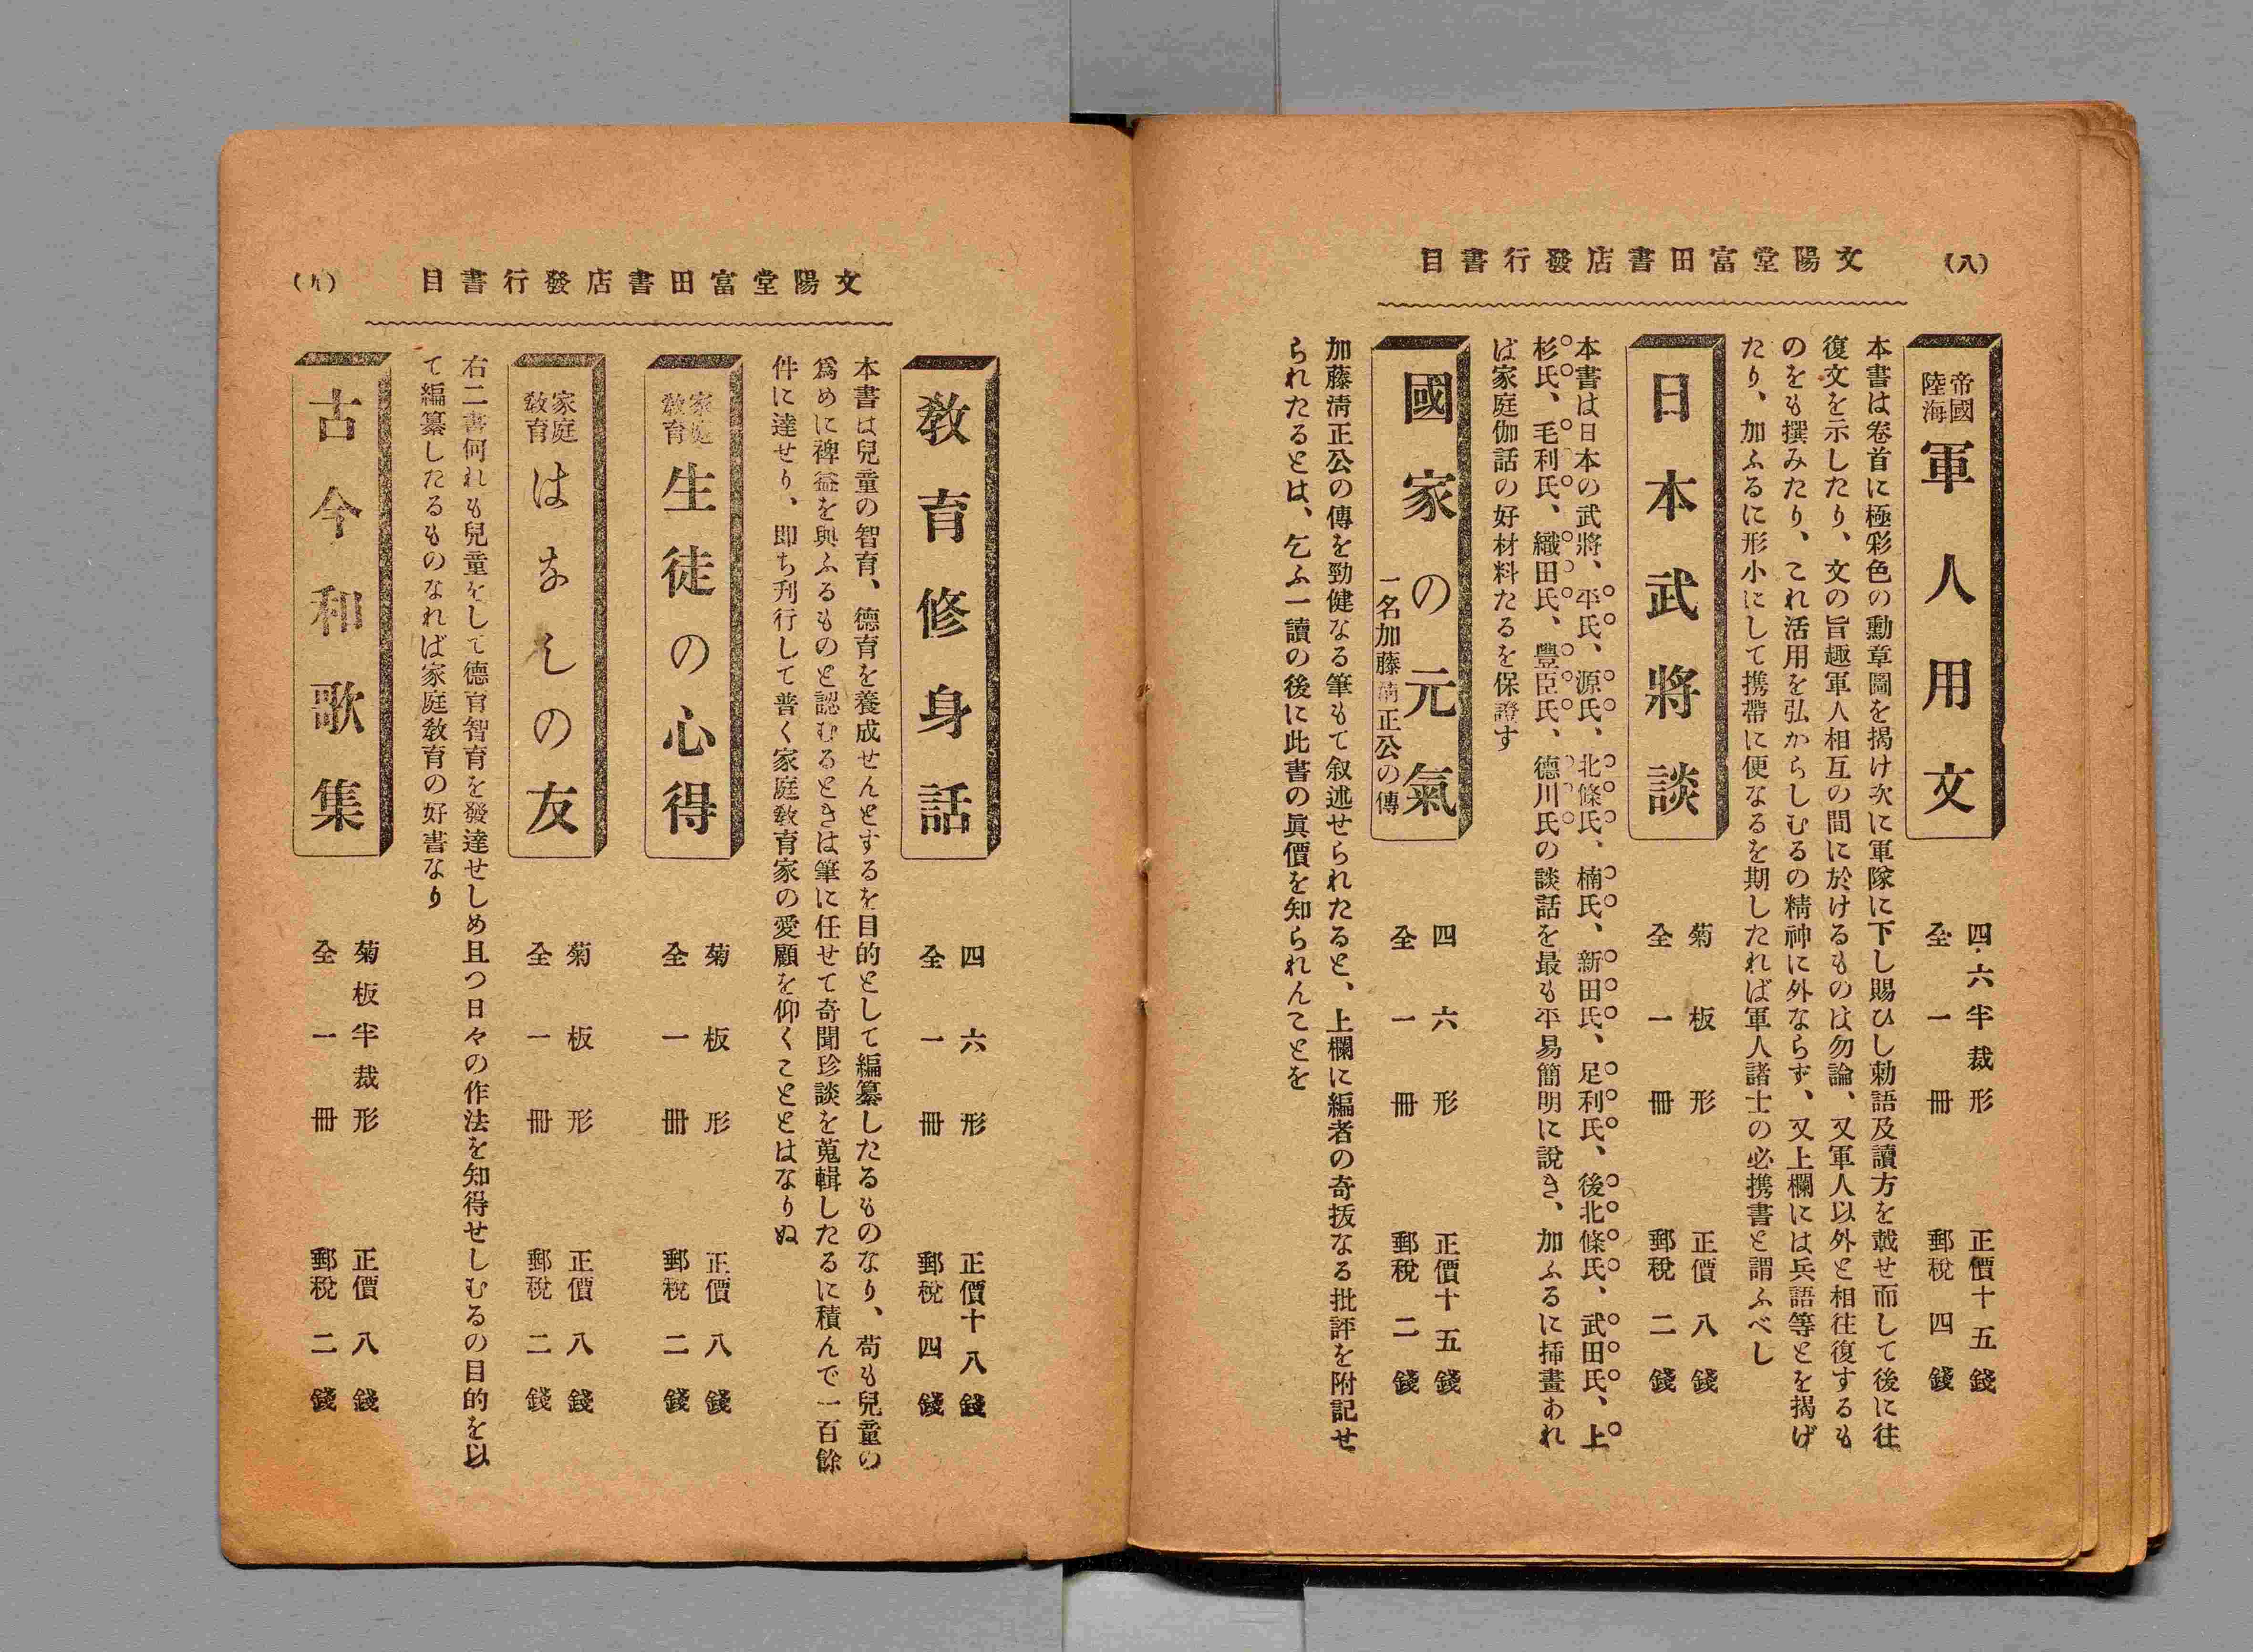 (八)
文陽堂富田書店發行書目
帝國
陸海
軍人用文
四六半裁形 正價十五錢
全一冊 郵稅四錢
本書は卷首に極彩色の勳章圖を揭け次に軍隊に下し賜ひし勅語及讀方を載せ而して後に往
復文を示したり、文の旨趣軍人相互の間に於けるものは勿論、又軍人以外と相往復するも
のをも撰みたり、これ活用を弘からしむるの精神に外ならず、又上欄には兵語等とを揭げ
たり、加ふるに形小にして携帶に便なるを期したれば軍人諸士の必携書と謂ふべし
日本武將談
菊板形 正價八錢
全一冊 郵稅二錢
本書は日本の武將、平氏、源氏、北條氏、楠氏、新田氏、足利氏、後北條氏、武田氏、上
杉氏、毛利氏、織田氏、豐臣氏、德川氏の談話を最も平易簡明に說き、加ふるに挿畫あれ
ば家庭伽話の好材料たるを保證す
國家の元氣
一名加藤淸正公の傳
四六形 正價十五錢
全一冊 郵稅二錢
加藤淸正公の傳を勁健なる筆もて叙述せられたると、上欄に編者の奇拔なる批評を附記せ
られたるとは、乞ふ一讀の後に此書の眞價を知られんことを
文陽堂富田書店發行書目
(九)
敎育修身話
四六形 正價十八錢
全一冊 郵稅四錢
本書は兒童の智育、德育を養成せんとするを目的として編纂したるものなり、苟も兒童の
爲めに裨益を與ふるものと認むるときは筆に任せて奇聞珍談を蒐輯したるに積んで一百餘
件に達せり、即ち刋行して普く家庭敎育家の愛顧を仰くこととはなりぬ
家庭
敎育
生徒の心得
菊板形 正價八錢
全一冊 郵稅二錢
家庭
敎育
はなしの友
菊板形 正價八錢
全一冊 郵稅二錢
右二書何れも兒童をして德育智育を發達せしめ且つ日々の作法を知得せしむるの目的を以
て編纂したるものなれば家庭敎育の好書なり
古今和歌集
菊板半裁形 正價八錢
全一冊 郵稅二錢